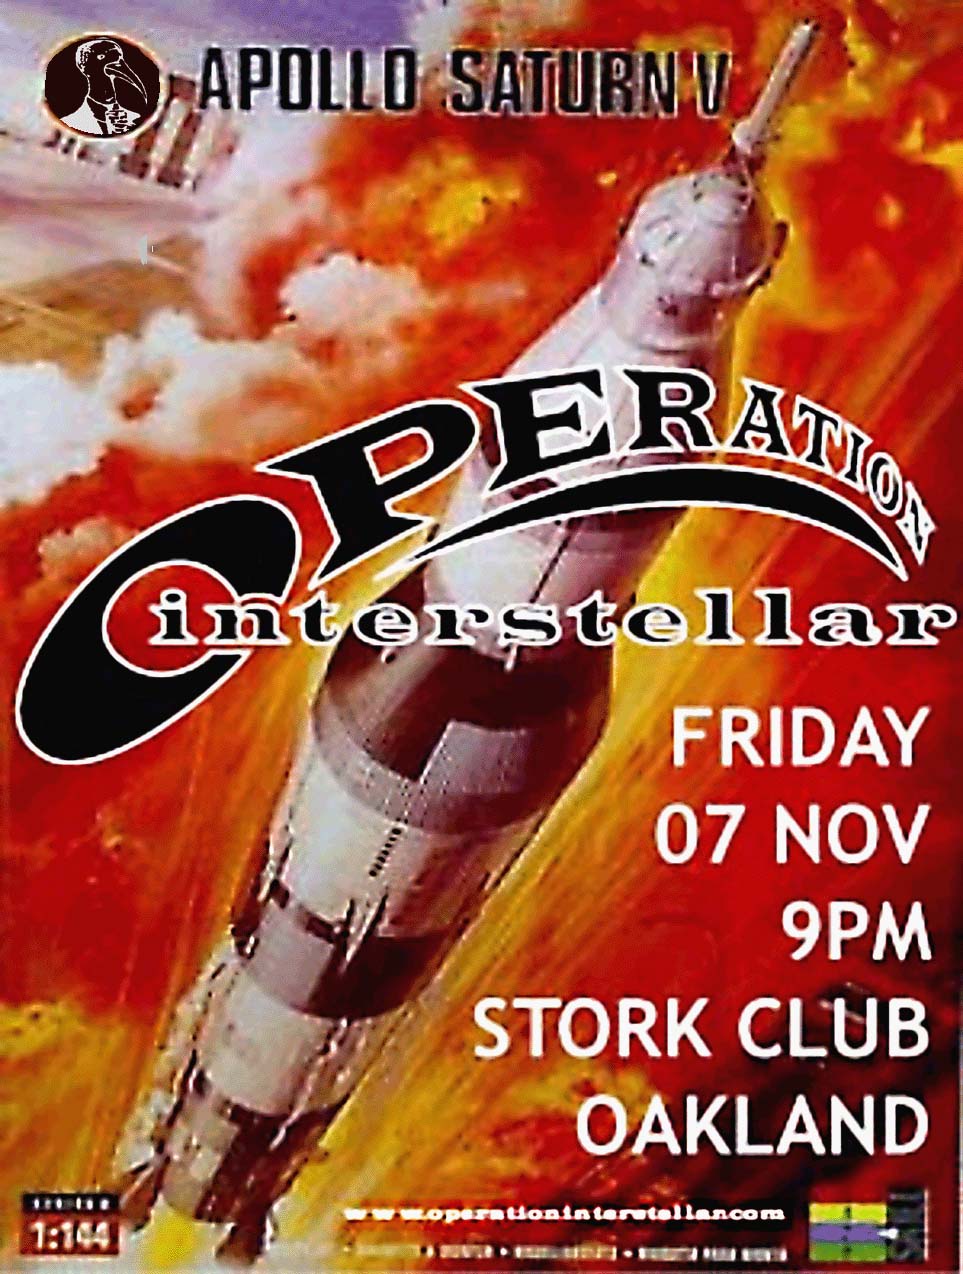 APOLLO SATURN V
OPERATION
interstellar
FRIDAY
07 NOV
9PM
STORK CLUB
OAKLAND
1:144
www.operationinterstellar.com